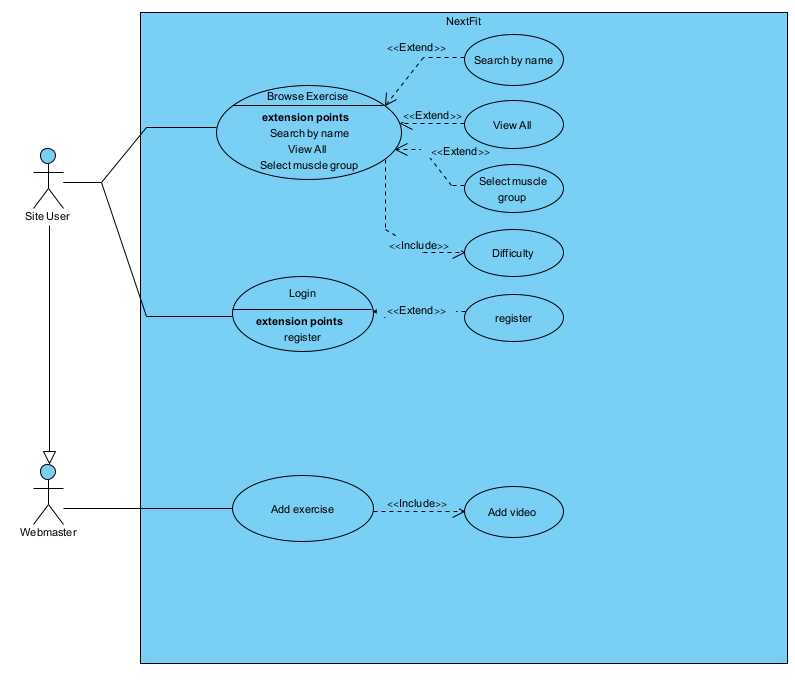 NextFit
<<Extend>>
Search by name
Browse Exercise
extension points
Search by name
View All
Select muscle group
<<Extend>>
View All
<<Extend>>
Select muscle
group
Site User
<<Include>>
Difficulty
Login
extension points
register
<<Extend>>
register
Webmaster
Add exercise
<<Include>>
Add video